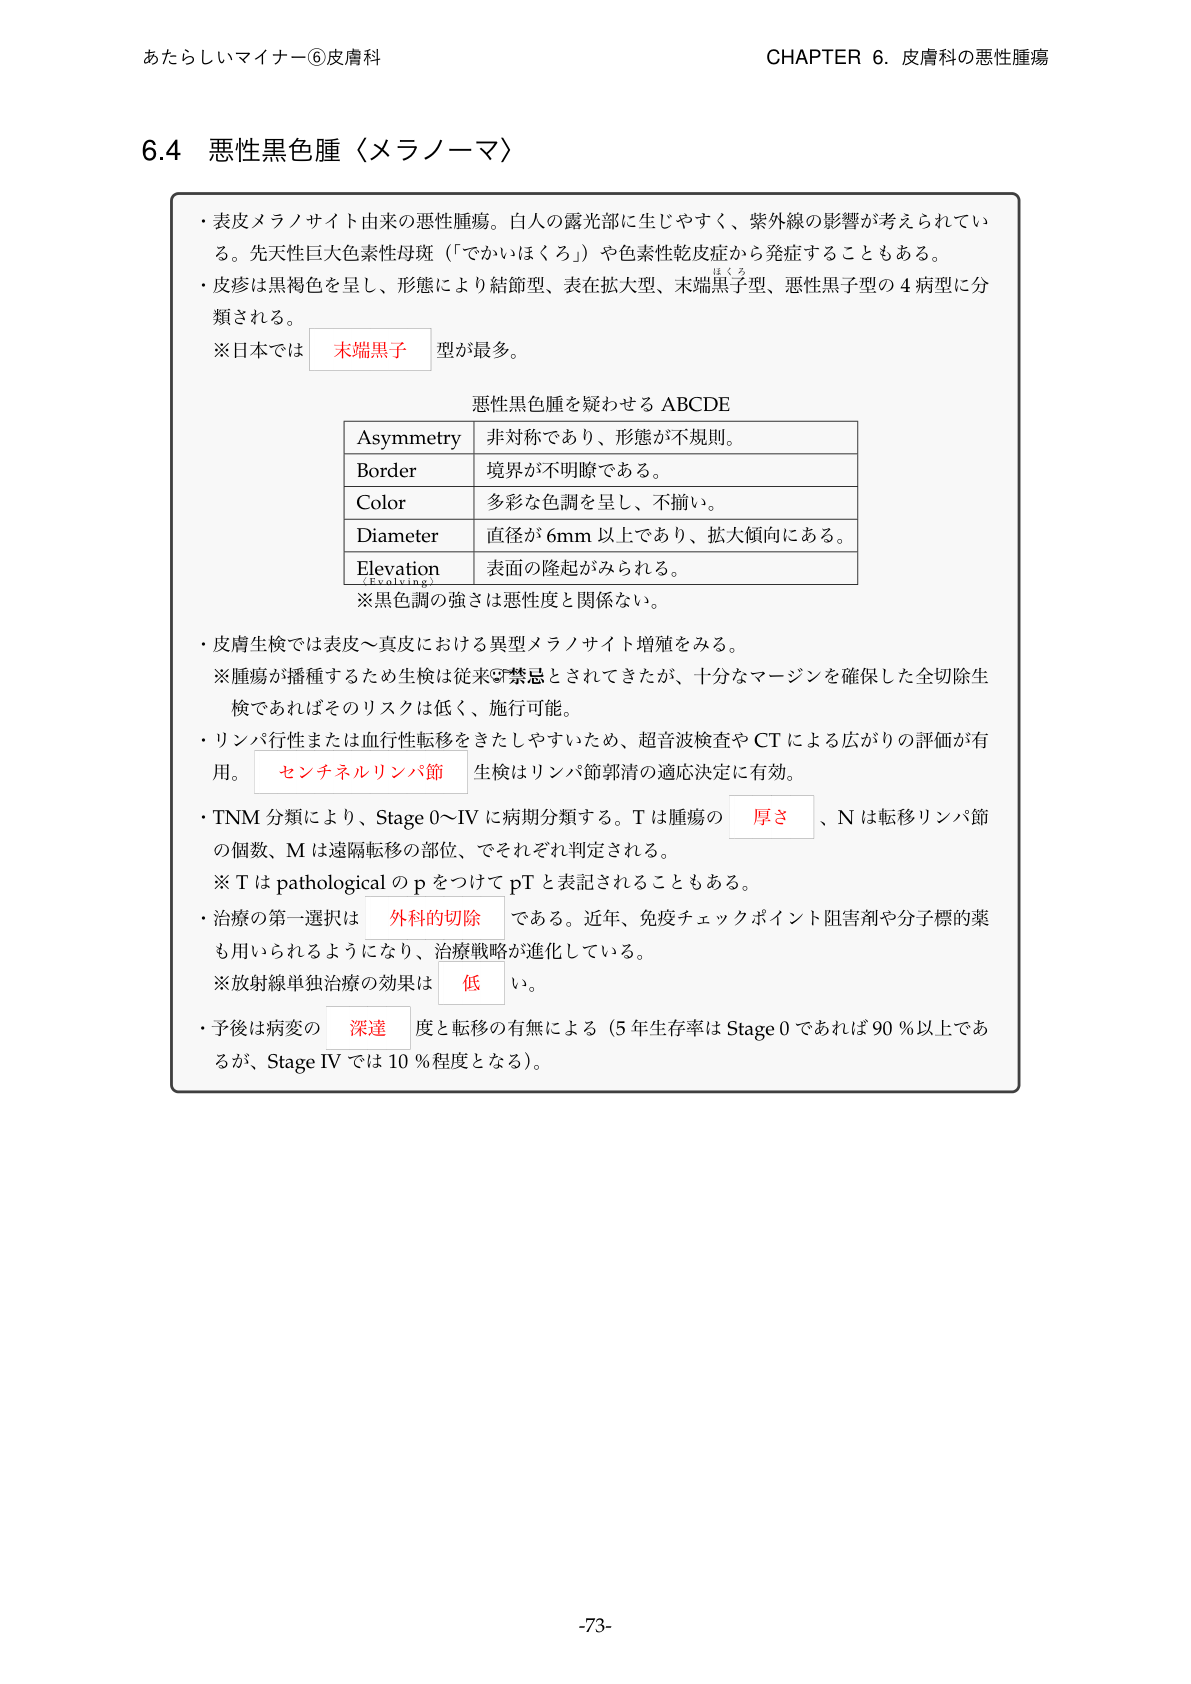 あたらしいマイナー⑥皮膚科 CHAPTER 6. 皮膚科の悪性腫瘍
6.4 悪性黒色腫〈メラノーマ〉
・表皮メラノサイト由来の悪性腫瘍。白人の露光部に生じやすく、紫外線の影響が考えられてい
る。先天性巨大色素性母斑（「でかいほくろ」）や色素性乾皮症から発症することもある。
ほくろ
・皮疹は黒褐色を呈し、形態により結節型、表在拡大型、末端黒子型、悪性黒子型の 4 病型に分
類される。
※日本では 末端黒子 型が最多。
悪性黒色腫を疑わせる ABCDE
Asymmetry 非対称であり、形態が不規則。
Border 境界が不明瞭である。
Color 多彩な色調を呈し、不揃い。
Diameter 直径が 6mm 以上であり、拡大傾向にある。
Elevation 表面の隆起がみられる。
（Evolving）
※黒色調の強さは悪性度と関係ない。
・皮膚生検では表皮〜真皮における異型メラノサイト増殖をみる。
※腫瘍が播種するため生検は従来禁忌とされてきたが、十分なマージンを確保した全切除生
検であればそのリスクは低く、施行可能。
・リンパ行性または血行性転移をきたしやすいため、超音波検査や CT による広がりの評価が有
用。 センチネルリンパ節 生検はリンパ節郭清の適応決定に有効。
・TNM 分類により、Stage 0〜IV に病期分類する。T は腫瘍の 厚さ 、N は転移リンパ節
の個数、M は遠隔転移の部位、でそれぞれ判定される。
※ T は pathological の p をつけて pT と表記されることもある。
・治療の第一選択は 外科的切除 である。近年、免疫チェックポイント阻害剤や分子標的薬
も用いられるようになり、治療戦略が進化している。
※放射線単独治療の効果は 低 い。
・予後は病変の 深達 度と転移の有無による（5 年生存率は Stage 0 であれば 90 %以上であ
るが、Stage IV では 10 %程度となる）。
-73-